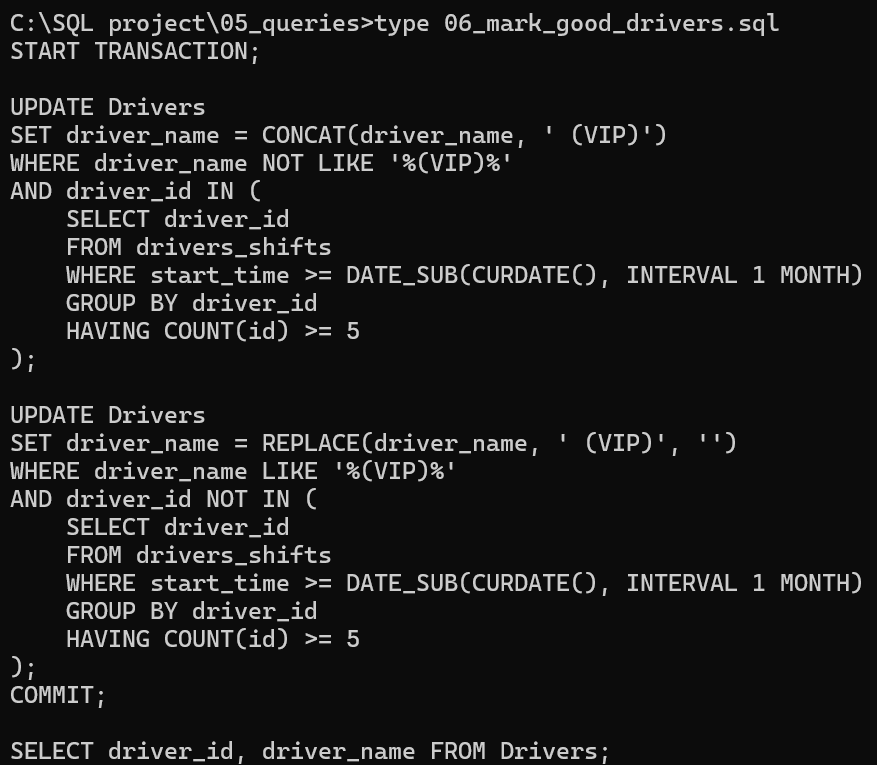 C:\SQL project\05_queries>type 06_mark_good_drivers.sql
START TRANSACTION;

UPDATE Drivers
SET driver_name = CONCAT(driver_name, ' (VIP)')
WHERE driver_name NOT LIKE '%(VIP)%'
AND driver_id IN (
    SELECT driver_id
    FROM drivers_shifts
    WHERE start_time >= DATE_SUB(CURDATE(), INTERVAL 1 MONTH)
    GROUP BY driver_id
    HAVING COUNT(id) >= 5
);

UPDATE Drivers
SET driver_name = REPLACE(driver_name, ' (VIP)', '')
WHERE driver_name LIKE '%(VIP)%'
AND driver_id NOT IN (
    SELECT driver_id
    FROM drivers_shifts
    WHERE start_time >= DATE_SUB(CURDATE(), INTERVAL 1 MONTH)
    GROUP BY driver_id
    HAVING COUNT(id) >= 5
);
COMMIT;

SELECT driver_id, driver_name FROM Drivers;